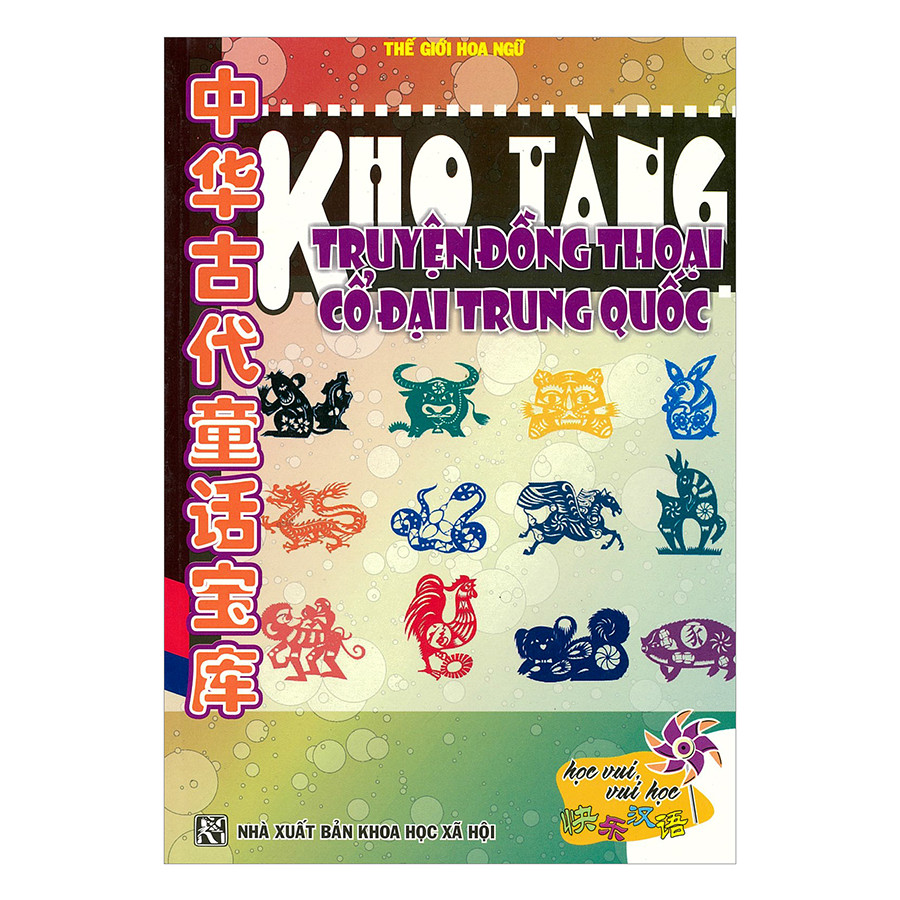 THẾ GIỚI HOA NGỮ
中华古代童话宝库
KHO TÀNG
TRUYỆN ĐỒNG THOẠI
CỔ ĐẠI TRUNG QUỐC
học vui,
vui học
快乐汉语
NHÀ XUẤT BẢN KHOA HỌC XÃ HỘI